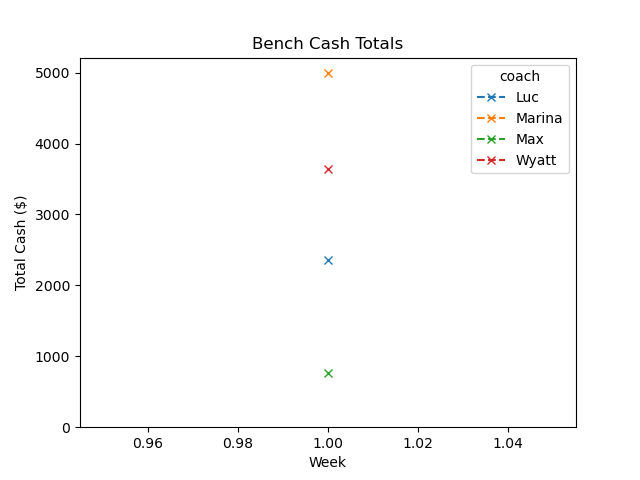 Bench Cash Totals
5000
4000
3000
2000
1000
0
Total Cash ($)
coach
Luc
Marina
Max
Wyatt
0.96
0.98
1.00
1.02
1.04
Week